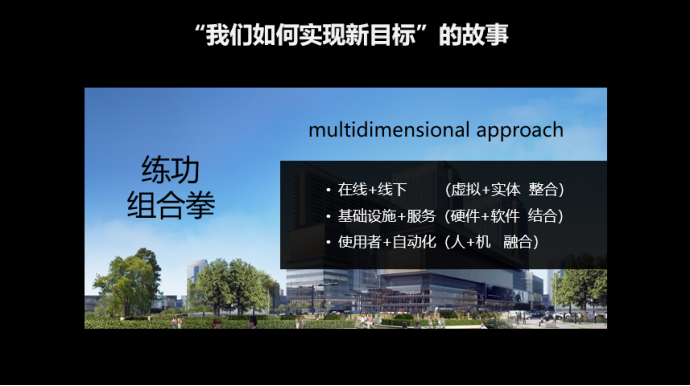 “我们如何实现新目标”的故事
multidimensional approach
练功
组合拳
• 在线+线下 (虚拟+实体 整合)
• 基础设施+服务 (硬件+软件 结合)
• 使用者+自动化 (人+机 融合)